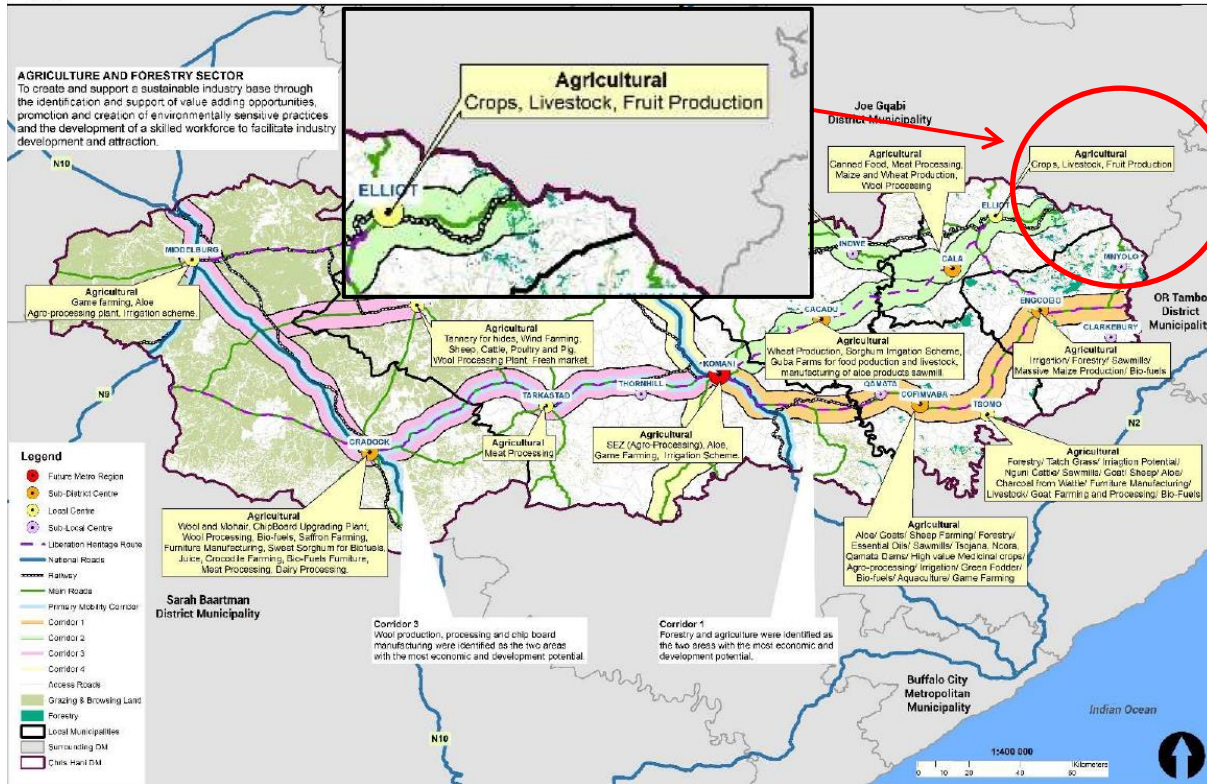 AGRICULTURE AND FORESTRY SECTOR
To create and support a sustainable industry base through
the identification and support of value adding opportunities,
promotion and creation of environmentally sensitive practices
and the development of a skilled workforce to facilitate industry
development and attraction.
Agricultural
Crops, Livestock, Fruit Production
ELLIOT
Joe Gqabi
District Municipality
N10
Agricultural
Canned Food, Meat Processing,
Maize and Wheat Production,
Wool Processing
Agricultural
Crops, Livestock, Fruit Production
ELLIOT
INDWE
CALA
MNYOLO
MIDDELBURG
Agricultural
Game farming, Aloe
Agro-processing plant, Irrigation scheme.
OR Tambo
District
Municipality
ENGCOBO
CLARKEBURY
CACADU
Agricultural
Tannery for hides, Wind Farming,
Sheep, Cattle, Poultry and Pig,
Wool Processing Plant, Fresh market.
Agricultural
Wheat Production, Sorghum Irrigation Scheme,
Guba Farms for food production and livestock,
manufacturing of aloe products sawmill.
Agricultural
Irrigation/ Forestry/ Sawmills/
Massive Maize Production/ Bio-fuels
KOMANI
THORNHILL
TARKASTAD
QAMATA
COFIMVABA
TSOMO
N9
N2
CRADOCK
Agricultural
Meat Processing
Agricultural
SEZ (Agro-Processing), Aloe,
Game Farming, Irrigation Scheme.
Agricultural
Forestry/ Tatch Grass/ Irriagtion Potential/
Nguni Cattle/ Sawmills/ Goat/ Sheep/ Aloe/
Charcoal from Wattle/ Furniture Manufacturing/
Livestock/ Goat Farming and Processing/ Bio-Fuels
Agricultural
Wool and Mohair, ChipBoard Upgrading Plant,
Wool Processing, Bio-fuels, Saffron Farming,
Furniture Manufacturing, Sweet Sorghum for Biofuels,
Juice, Crocodile Farming, Bio-Fuels Furniture,
Meat Processing, Dairy Processing.
Agricultural
Aloe/ Goats/ Sheep Farming/ Forestry/
Essential Oils/ Sawmills/ Tsojana, Ncora,
Qamata Dams/ High value Medicinal crops/
Agro-processing/ Irrigation/ Green Fodder/
Bio-fuels/ Aquaculture/ Game Farming
Sarah Baartman
District Municipality
Corridor 3
Wool production, processing and chip board
manufacturing were identified as the two areas
with the most economic and development potential.
Corridor 1
Forestry and agriculture were identified as
the two areas with the most economic and
development potential.
Buffalo City
Metropolitan
Municipality
Indian Ocean
N10
Legend
Future Metro Region
Sub-District Centre
Local Centre
Sub-Local Centre
Liberation Heritage Route
National Roads
Railway
Main Roads
Primary Mobility Corridor
Corridor 1
Corridor 2
Corridor 3
Corridor 4
Access Roads
Grazing & Browsing Land
Forestry
Local Municipalities
Surrounding DM
Chris Hani DM
1:400 000
Kilometers
0 10 20 40 60